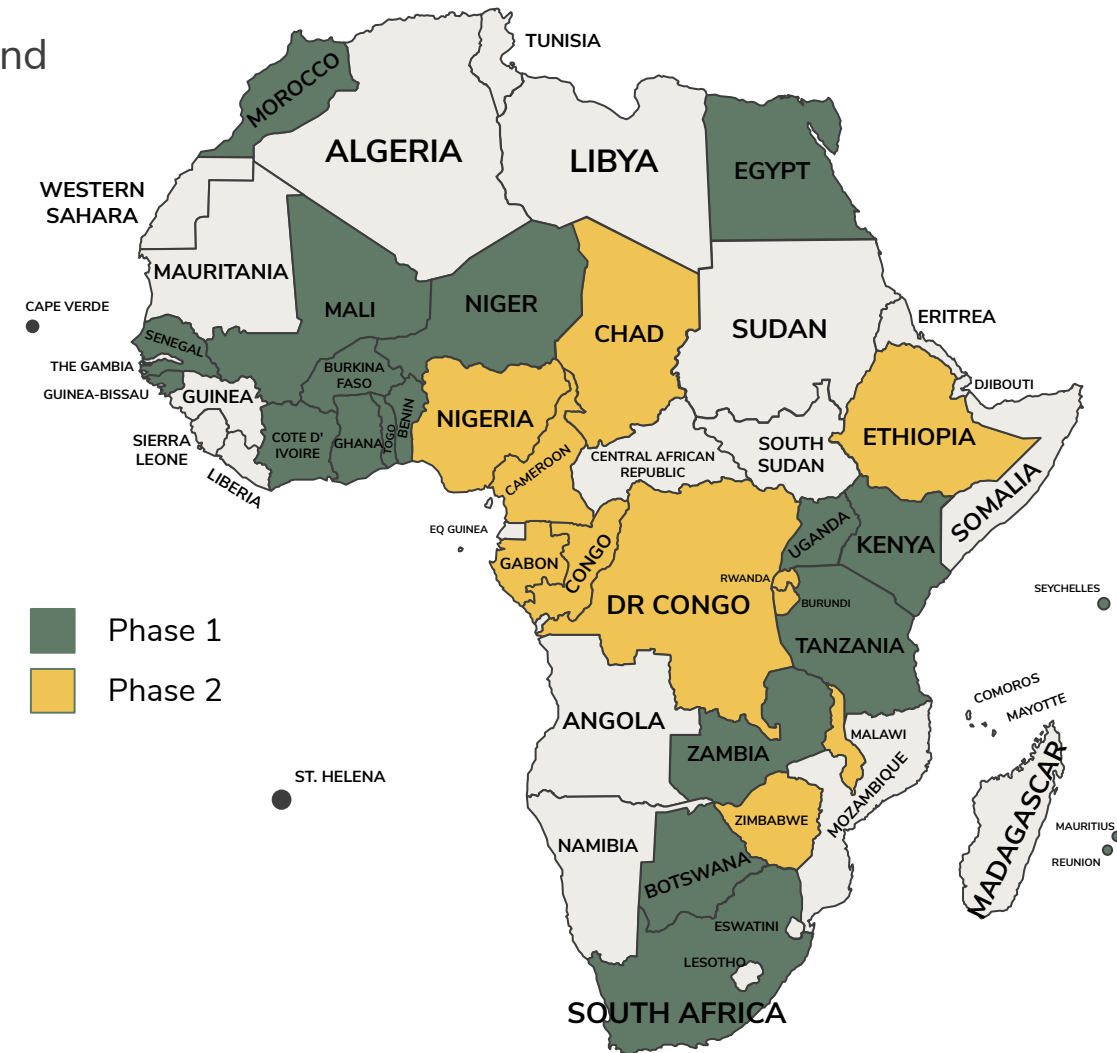 nd
TUNISIA
MOROCCO
ALGERIA
LIBYA
EGYPT
WESTERN
SAHARA
MAURITANIA
CAPE VERDE
MALI
NIGER
CHAD
SUDAN
ERITREA
SENEGAL
THE GAMBIA
GUINEA-BISSAU
GUINEA
BURKINA
FASO
BENIN
NIGERIA
DJIBOUTI
ETHIOPIA
SIERRA
LEONE
LIBERIA
COTE D'
IVOIRE
GHANA
TOGO
CAMEROON
CENTRAL AFRICAN
REPUBLIC
SOUTH
SUDAN
SOMALIA
EQ GUINEA
GABON
CONGO
UGANDA
KENYA
RWANDA
BURUNDI
DR CONGO
SEYCHELLES
TANZANIA
Phase 1
Phase 2
COMOROS
MAYOTTE
ANGOLA
ZAMBIA
MALAWI
MOZAMBIQUE
MADAGASCAR
ST. HELENA
NAMIBIA
ZIMBABWE
MAURITIUS
REUNION
BOTSWANA
ESWATINI
LESOTHO
SOUTH AFRICA